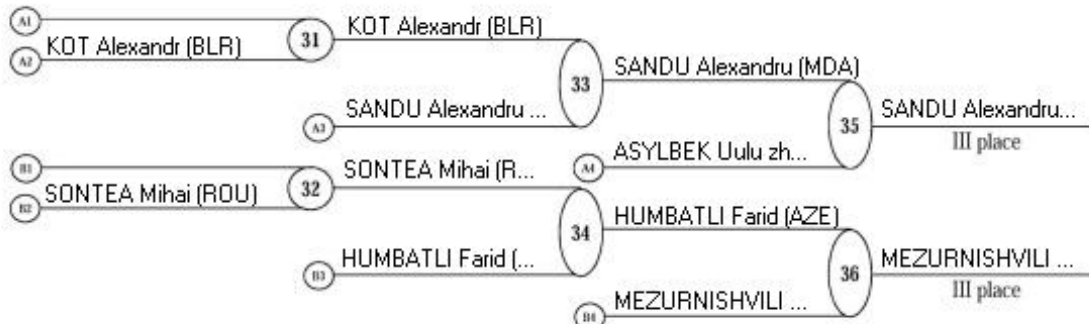 A1
KOT Alexandr (BLR)
A2
31
KOT Alexandr (BLR)
SANDU Alexandru ...
A3
33
SANDU Alexandru (MDA)
ASYLBEK Uulu zh...
A4
35
SANDU Alexandru...
III place
B1
SONTEA Mihai (ROU)
B2
32
SONTEA Mihai (R...
HUMBATLI Farid (...
B3
34
HUMBATLI Farid (AZE)
MEZURNISHVILI ...
B4
36
MEZURNISHVILI ...
III place